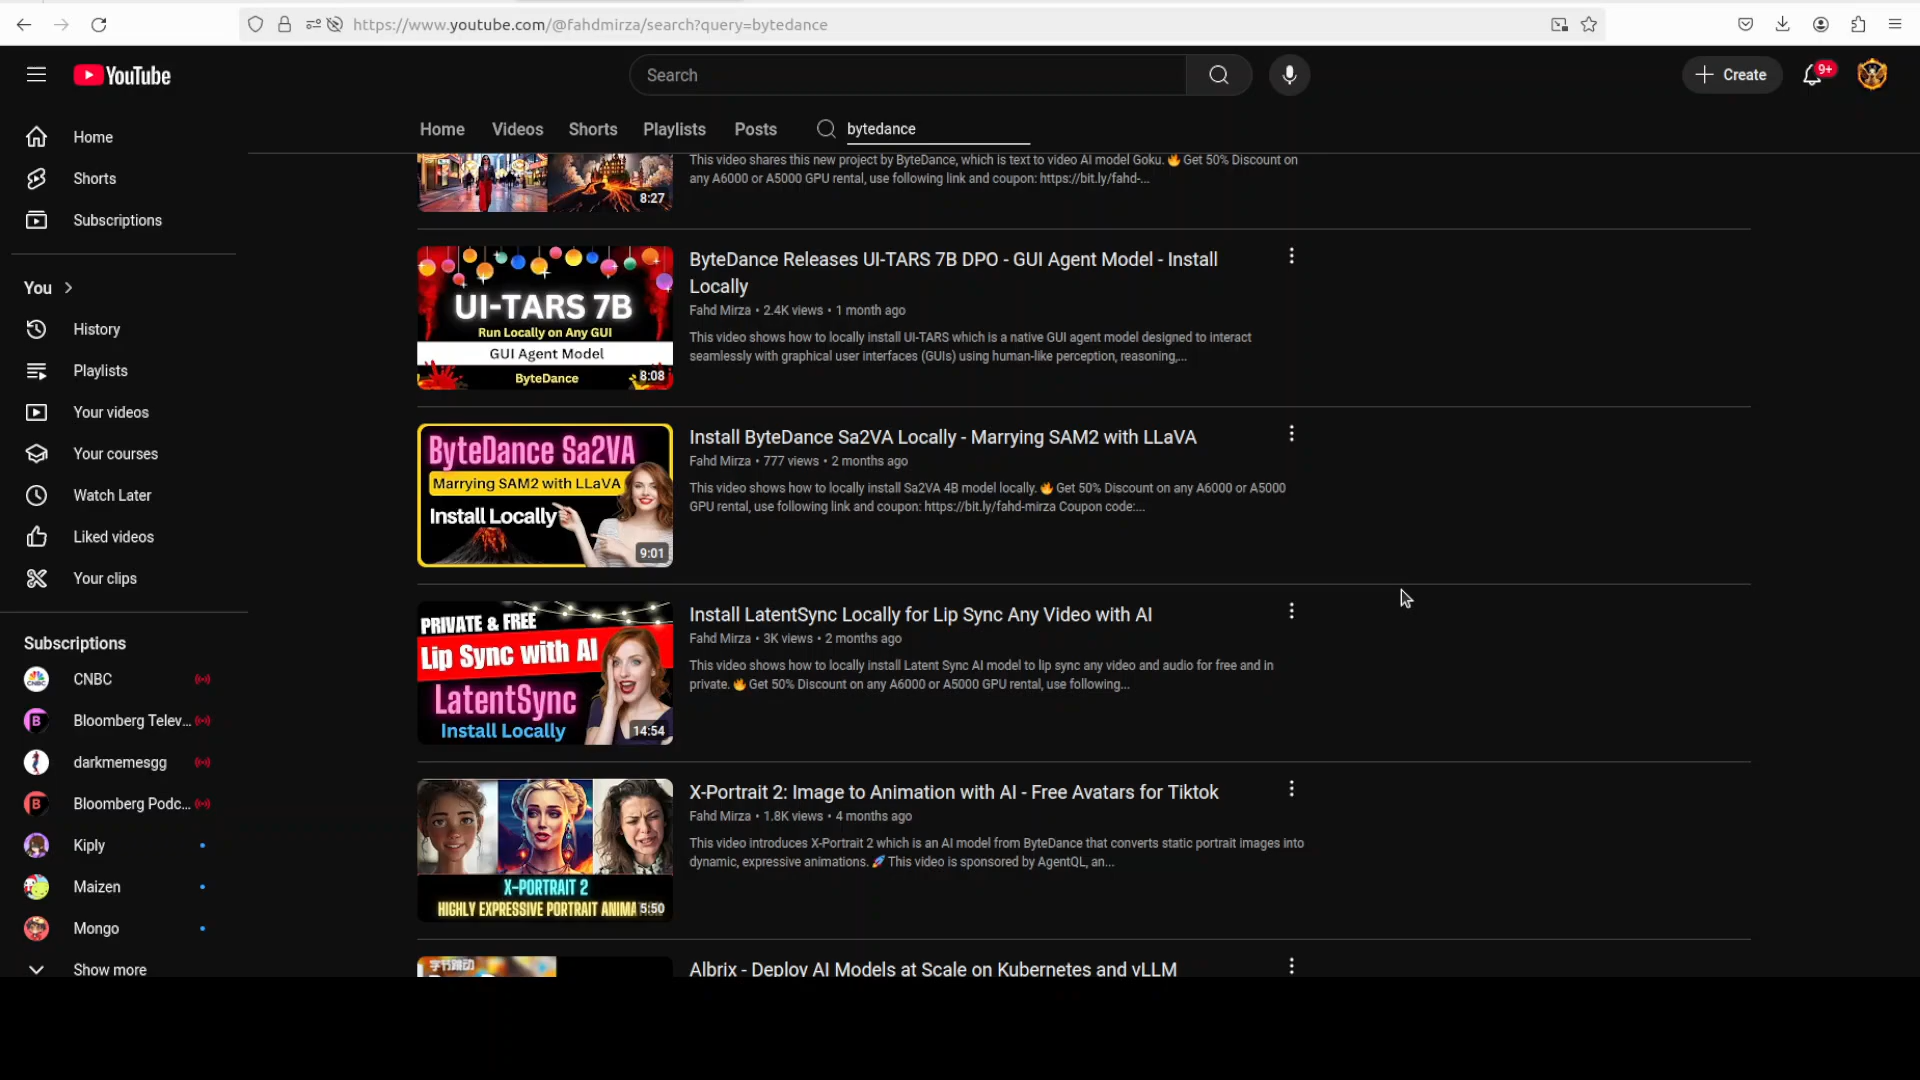 https://www.youtube.com/@fahdmirza/search?query=bytedance
YouTube
Search
Create
9+
Home
Videos
Shorts
Playlists
Posts
bytedance
Home
Shorts
Subscriptions
You
History
Playlists
Your videos
Your courses
Watch Later
Liked videos
Your clips
Subscriptions
CNBC
Bloomberg Telev...
darkmemesgg
Bloomberg Podc...
Kiply
Maizen
Mongo
Show more
8:27
This video shares this new project by ByteDance, which is text to video AI model Goku. 🔥 Get 50% Discount on
any A6000 or A5000 GPU rental, use following link and coupon: https://bit.ly/fahd-...
UI-TARS 7B
Run Locally on Any GUI
GUI Agent Model
ByteDance
8:08
ByteDance Releases UI-TARS 7B DPO - GUI Agent Model - Install
Locally
Fahd Mirza • 2.4K views • 1 month ago
This video shows how to locally install UI-TARS which is a native GUI agent model designed to interact
seamlessly with graphical user interfaces (GUIs) using human-like perception, reasoning,...
ByteDance Sa2VA
Marrying SAM2 with LLaVA
Install Locally
9:01
Install ByteDance Sa2VA Locally - Marrying SAM2 with LLaVA
Fahd Mirza • 777 views • 2 months ago
This video shows how to locally install Sa2VA 4B model locally. 🔥 Get 50% Discount on any A6000 or A5000
GPU rental, use following link and coupon: https://bit.ly/fahd-mirza Coupon code:...
PRIVATE & FREE
Lip Sync with AI
LatentSync
Install Locally
14:54
Install LatentSync Locally for Lip Sync Any Video with AI
Fahd Mirza • 3K views • 2 months ago
This video shows how to locally install Latent Sync AI model to lip sync any video and audio for free and in
private. 🔥 Get 50% Discount on any A6000 or A5000 GPU rental, use following...
X-PORTRAIT 2
HIGHLY EXPRESSIVE PORTRAIT ANIMA
5:50
X-Portrait 2: Image to Animation with AI - Free Avatars for Tiktok
Fahd Mirza • 1.8K views • 4 months ago
This video introduces X-Portrait 2 which is an AI model from ByteDance that converts static portrait images into
dynamic, expressive animations. 🚀 This video is sponsored by AgentQL, an...
字节跳动
Albrix - Deploy AI Models at Scale on Kubernetes and vLLM